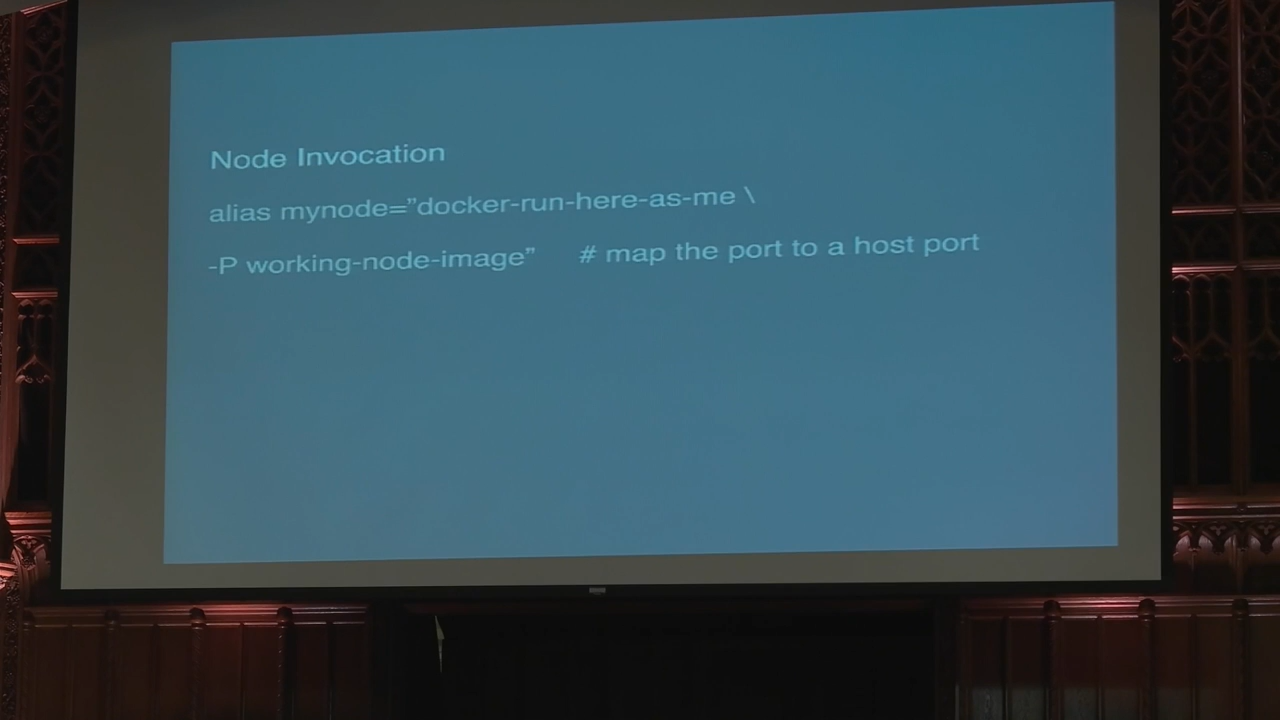 Node Invocation
alias mynode=”docker-run-here-as-me \
-P working-node-image” # map the port to a host port